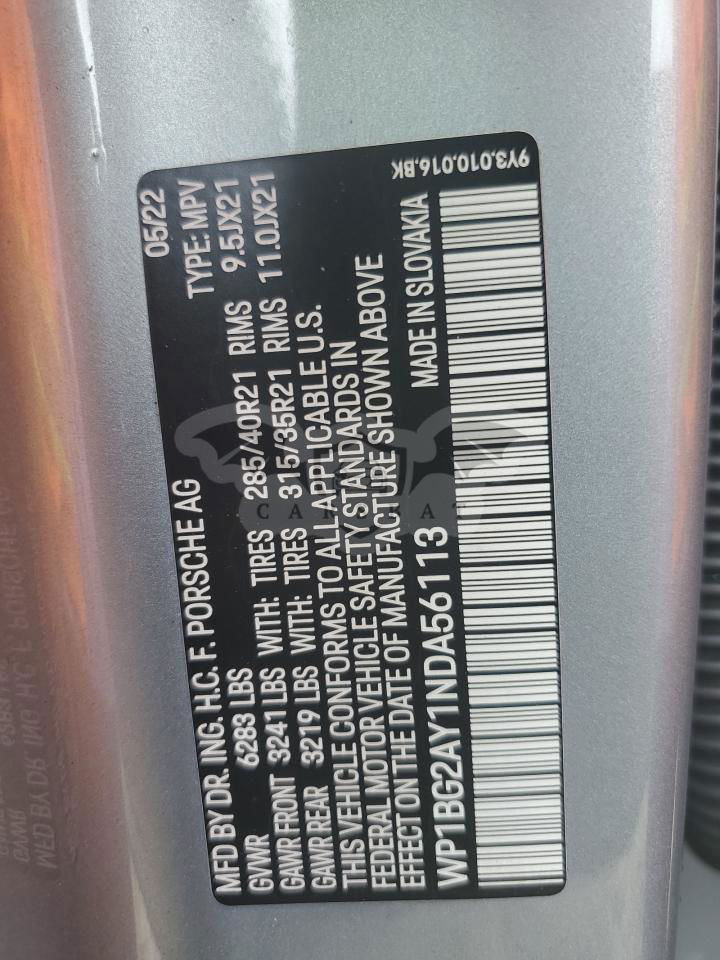 MFD BY DR. ING. H.C. F. PORSCHE AG 05/22
GVWR 6283 LBS TYPE: MPV
GAWR FRONT 3241 LBS WITH: TIRES 285/40R21 RIMS 9.5JX21
GAWR REAR 3219 LBS WITH: TIRES 315/35R21 RIMS 11.0JX21
THIS VEHICLE CONFORMS TO ALL APPLICABLE U.S.
FEDERAL MOTOR VEHICLE SAFETY STANDARDS IN
EFFECT ON THE DATE OF MANUFACTURE SHOWN ABOVE
WP1BG2AY1NDA56113 MADE IN SLOVAKIA
9Y3.010.016.BK